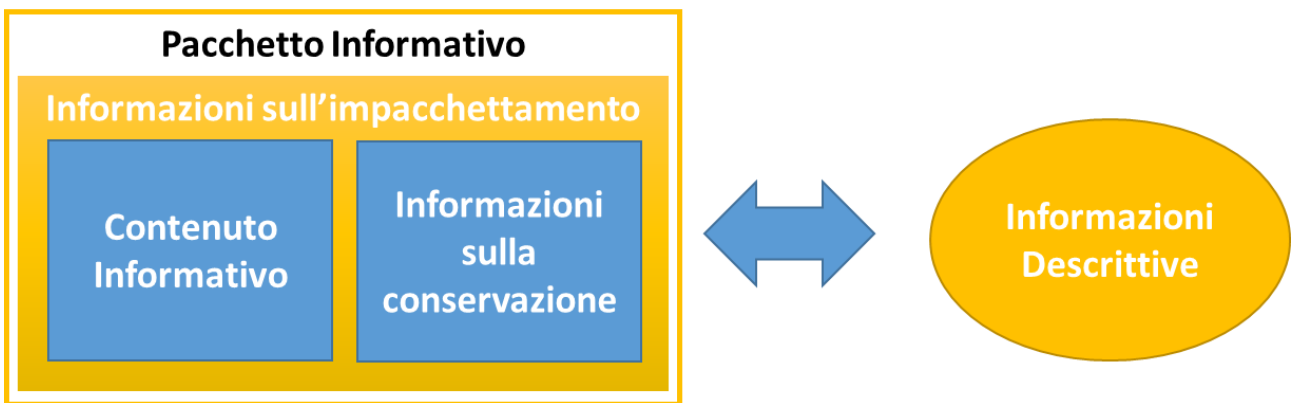 Pacchetto Informativo
Informazioni sull'impacchettamento
Contenuto
Informativo
Informazioni
sulla
conservazione
Informazioni
Descrittive